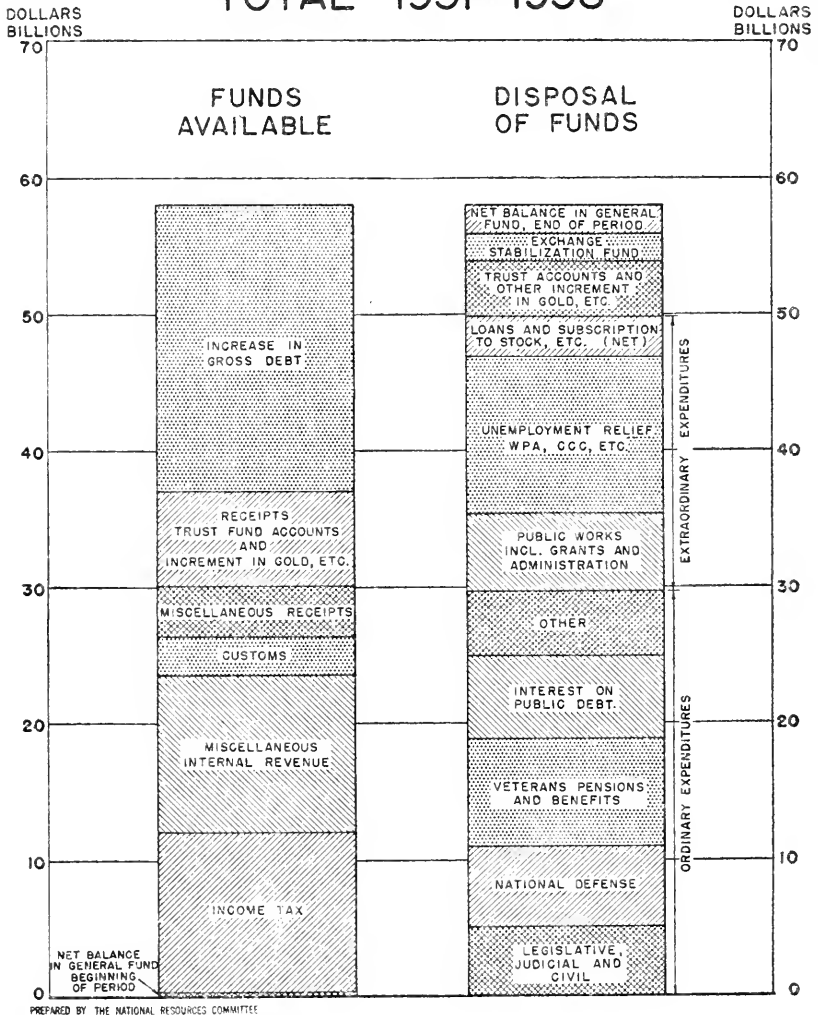 TOTAL 1931-1938
DOLLARS
BILLIONS
DOLLARS
BILLIONS
70
60
50
40
30
20
10
0
FUNDS
AVAILABLE
INCREASE IN
GROSS DEBT
RECEIPTS
TRUST FUND ACCOUNTS
AND
INCREMENT IN GOLD, ETC.
MISCELLANEOUS RECEIPTS
CUSTOMS
MISCELLANEOUS
INTERNAL REVENUE
INCOME TAX
NET BALANCE
IN GENERAL FUND
BEGINNING
OF PERIOD
DISPOSAL
OF FUNDS
NET BALANCE IN GENERAL
FUND, END OF PERIOD
EXCHANGE
STABILIZATION FUND
TRUST ACCOUNTS AND
OTHER INCREMENT
IN GOLD, ETC.
LOANS AND SUBSCRIPTION
TO STOCK, ETC. (NET)
UNEMPLOYMENT RELIEF
WPA, CCC, ETC.
PUBLIC WORKS
INCL. GRANTS AND
ADMINISTRATION
OTHER
INTEREST ON
PUBLIC DEBT.
VETERANS PENSIONS
AND BENEFITS
NATIONAL DEFENSE
LEGISLATIVE,
JUDICIAL AND
CIVIL
EXTRAORDINARY EXPENDITURES
ORDINARY EXPENDITURES
70
60
50
40
30
20
10
0
PREPARED BY THE NATIONAL RESOURCES COMMITTEE